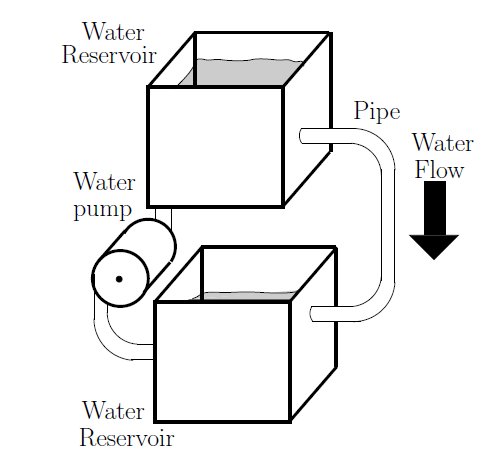 Water
Reservoir
Pipe
Water
Flow
Water
pump
Water
Reservoir